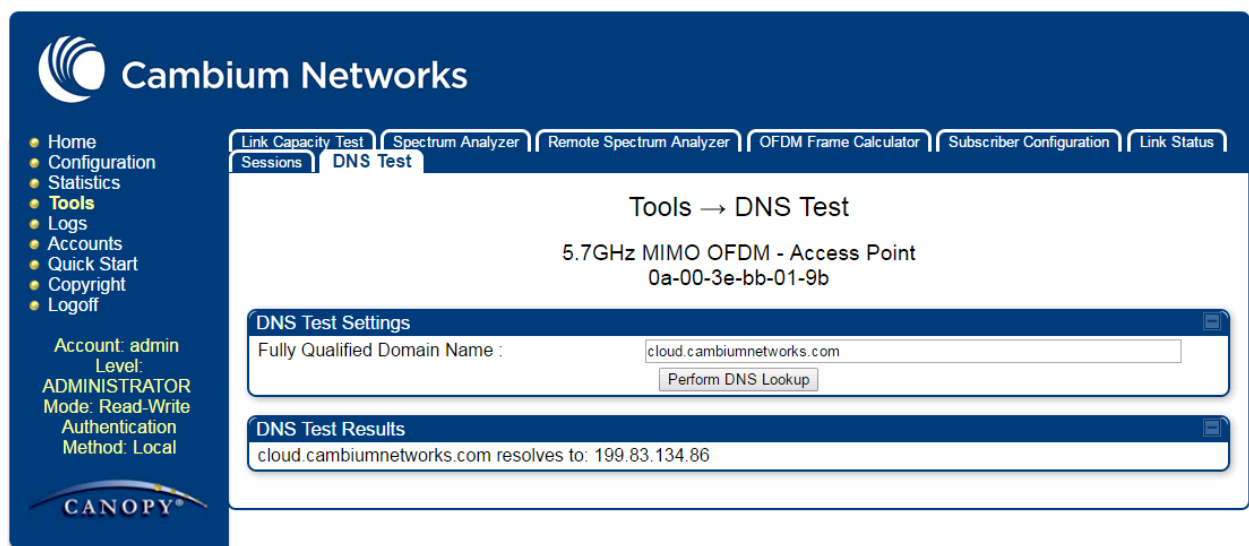 Cambium Networks
Home
Configuration
Statistics
Tools
Logs
Accounts
Quick Start
Copyright
Logoff
Account: admin
Level:
ADMINISTRATOR
Mode: Read-Write
Authentication
Method: Local
CANOPY®
Link Capacity Test Spectrum Analyzer Remote Spectrum Analyzer OFDM Frame Calculator Subscriber Configuration Link Status
Sessions DNS Test
Tools → DNS Test
5.7GHz MIMO OFDM - Access Point
0a-00-3e-bb-01-9b
DNS Test Settings
Fully Qualified Domain Name : cloud.cambiumnetworks.com
Perform DNS Lookup
DNS Test Results
cloud.cambiumnetworks.com resolves to: 199.83.134.86